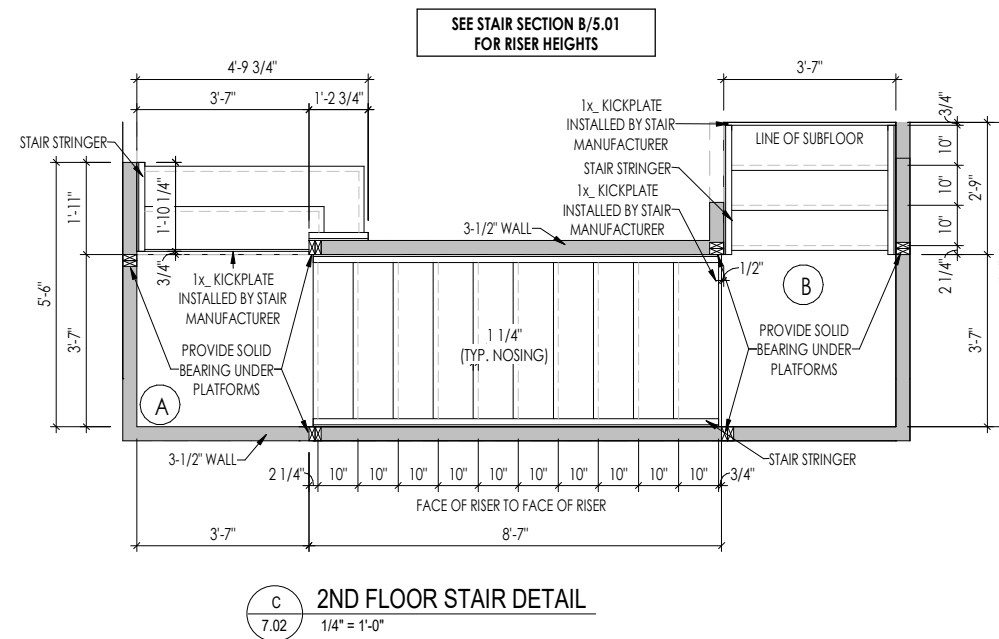 SEE STAIR SECTION B/5.01
FOR RISER HEIGHTS
4'-9 3/4"
3'-7"
1'-2 3/4"
3'-7"
STAIR STRINGER
1x_ KICKPLATE
INSTALLED BY STAIR
MANUFACTURER
LINE OF SUBFLOOR
3/4"
10"
10"
10"
2'-9"
2 1/4"
STAIR STRINGER
1x_ KICKPLATE
INSTALLED BY STAIR
MANUFACTURER
1'-11"
1'-10 1/4"
3/4"
5'-6"
3'-7"
3-1/2" WALL
1/2"
B
1x_ KICKPLATE
INSTALLED BY STAIR
MANUFACTURER
PROVIDE SOLID
BEARING UNDER
PLATFORMS
A
1 1/4"
(TYP. NOSING)
PROVIDE SOLID
BEARING UNDER
PLATFORMS
3'-7"
3-1/2" WALL
STAIR STRINGER
2 1/4"
10"
10"
10"
10"
10"
10"
10"
10"
10"
10"
3/4"
FACE OF RISER TO FACE OF RISER
3'-7"
8'-7"
C
7.02
2ND FLOOR STAIR DETAIL
1/4" = 1'-0"